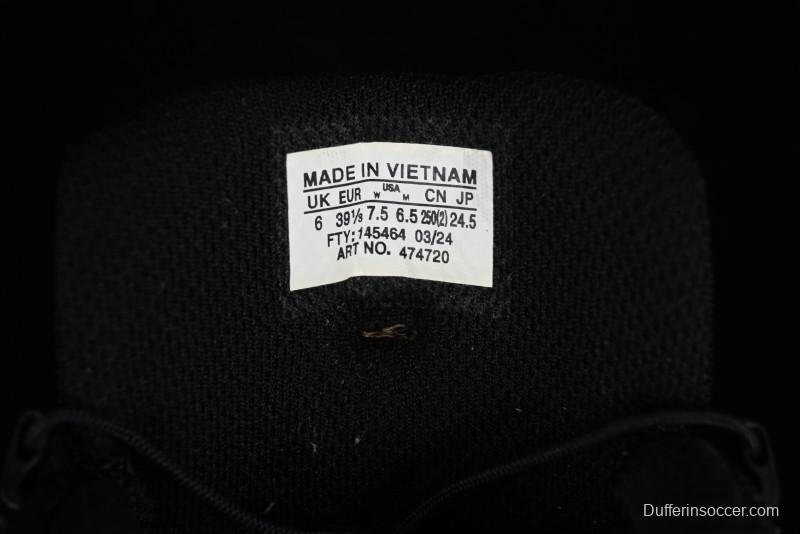 MADE IN VIETNAM
UK EUR W USA M CN JP
6 39⅓ 7.5 6.5 250(2) 24.5
FTY: 145464 03/24
ART NO. 474720
Dufferinsoccer.com